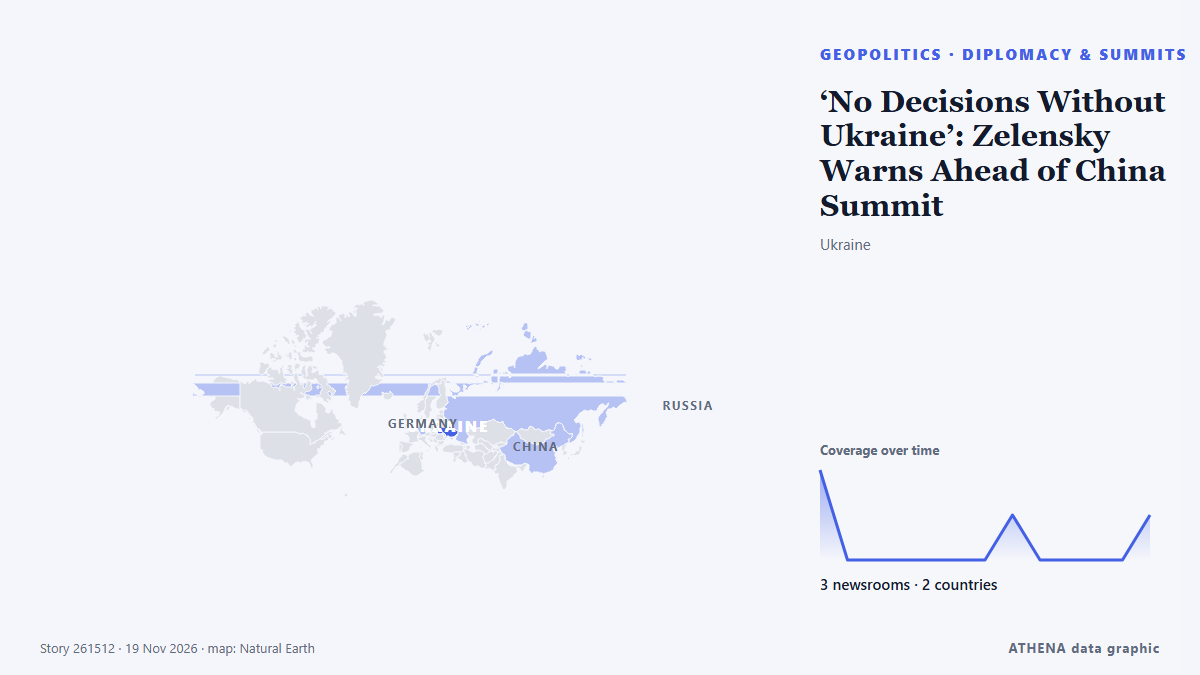 GEOPOLITICS · DIPLOMACY & SUMMITS
‘No Decisions Without
Ukraine’: Zelensky
Warns Ahead of China
Summit
Ukraine
RUSSIA
GERMANY
CHINA
Coverage over time
3 newsrooms · 2 countries
Story 261512 · 19 Nov 2026 · map: Natural Earth
ATHENA data graphic